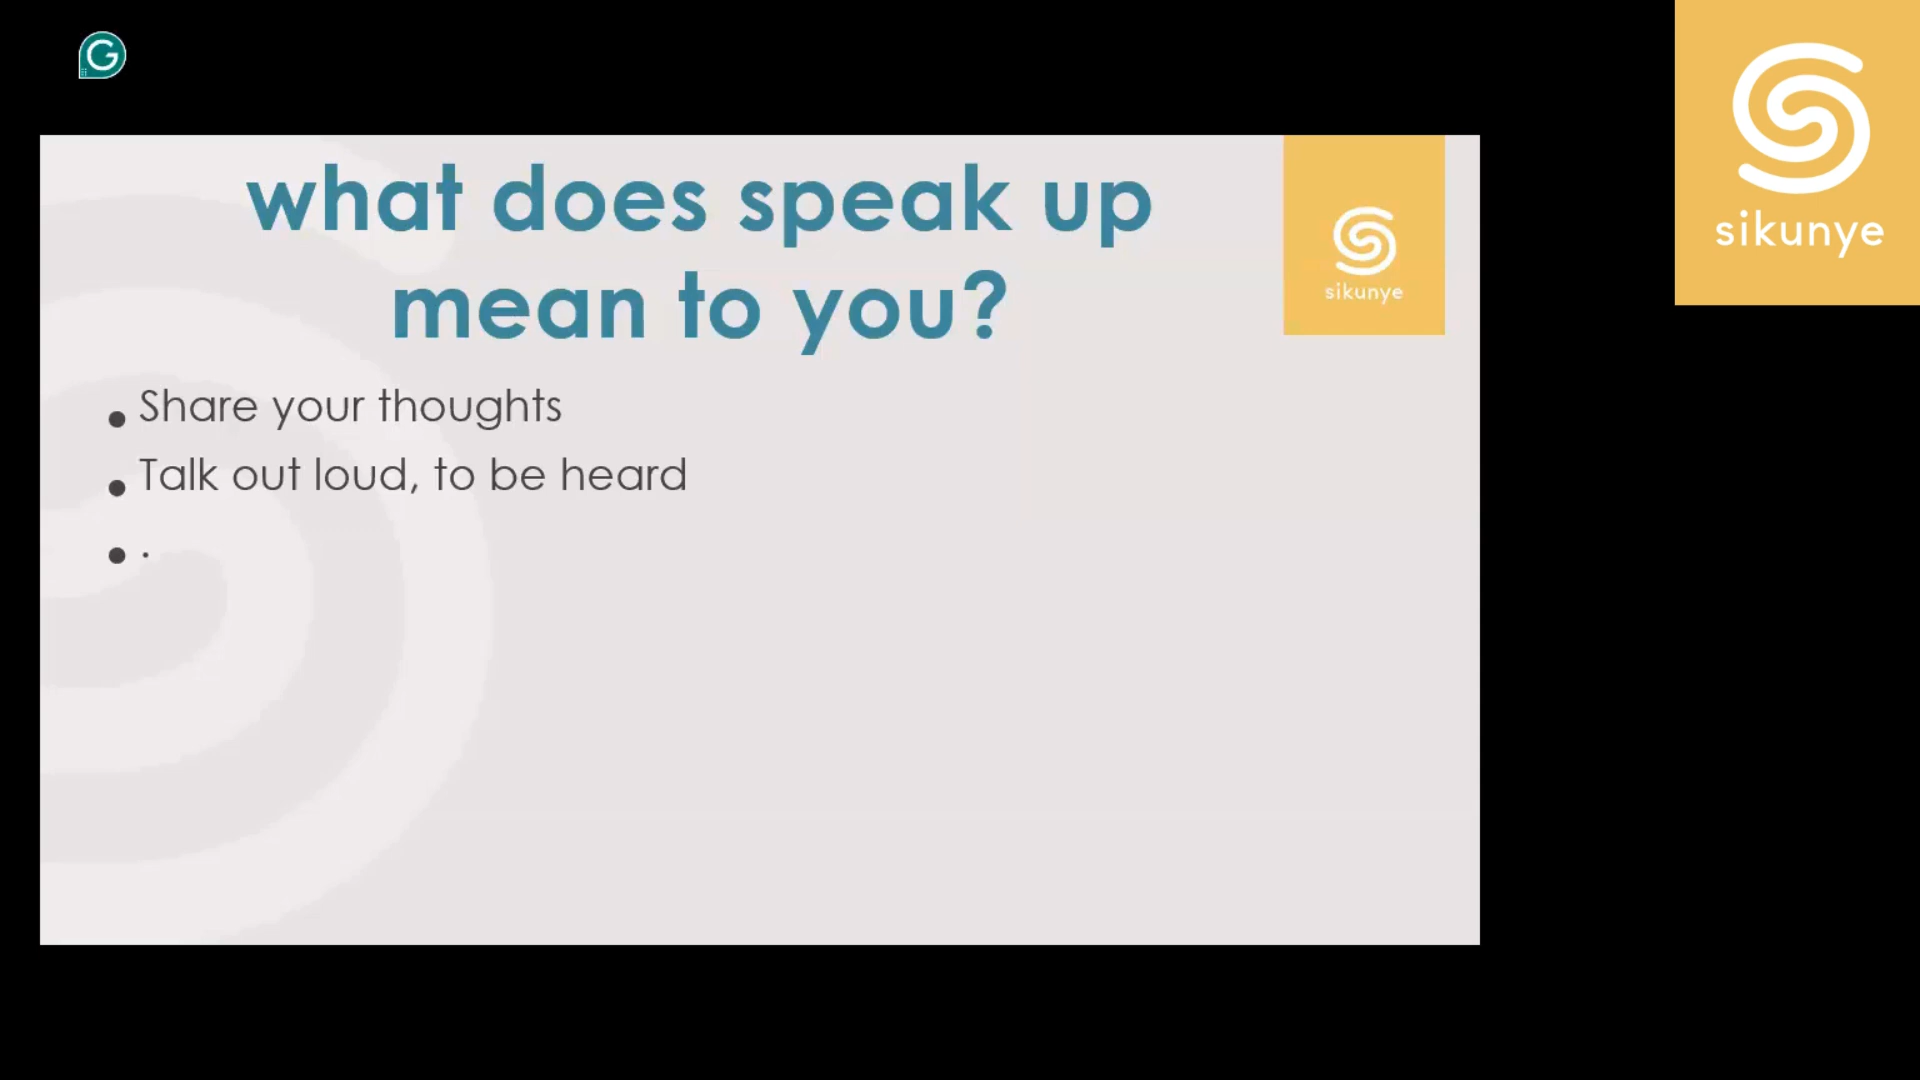 G
sikunye
what does speak up
mean to you?
sikunye
• Share your thoughts
• Talk out loud, to be heard
• .